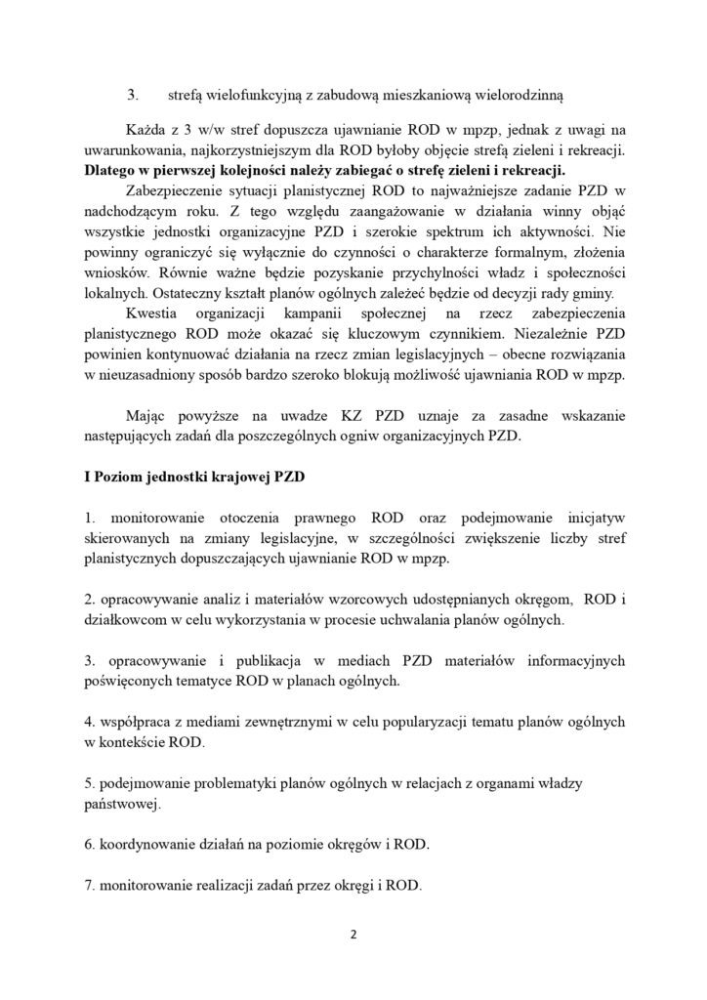 3. strefą wielofunkcyjną z zabudową mieszkaniową wielorodzinną
Każda z 3 w/w stref dopuszcza ujawnianie ROD w mpzp, jednak z uwagi na
uwarunkowania, najkorzystniejszym dla ROD byłoby objęcie strefą zieleni i rekreacji.
Dlatego w pierwszej kolejności należy zabiegać o strefę zieleni i rekreacji.
Zabezpieczenie sytuacji planistycznej ROD to najważniejsze zadanie PZD w
nadchodzącym roku. Z tego względu zaangażowanie w działania winny objąć
wszystkie jednostki organizacyjne PZD i szerokie spektrum ich aktywności. Nie
powinny ograniczyć się wyłącznie do czynności o charakterze formalnym, złożenia
wniosków. Równie ważne będzie pozyskanie przychylności władz i społeczności
lokalnych. Ostateczny kształt planów ogólnych zależeć będzie od decyzji rady gminy.
Kwestia organizacji kampanii społecznej na rzecz zabezpieczenia
planistycznego ROD może okazać się kluczowym czynnikiem. Niezależnie PZD
powinien kontynuować działania na rzecz zmian legislacyjnych – obecne rozwiązania
w nieuzasadniony sposób bardzo szeroko blokują możliwość ujawniania ROD w mpzp.
Mając powyższe na uwadze KZ PZD uznaje za zasadne wskazanie
następujących zadań dla poszczególnych ogniw organizacyjnych PZD.
I Poziom jednostki krajowej PZD
1. monitorowanie otoczenia prawnego ROD oraz podejmowanie inicjatyw
skierowanych na zmiany legislacyjne, w szczególności zwiększenie liczby stref
planistycznych dopuszczających ujawnianie ROD w mpzp.
2. opracowywanie analiz i materiałów wzorcowych udostępnianych okręgom, ROD i
działkowcom w celu wykorzystania w procesie uchwalania planów ogólnych.
3. opracowywanie i publikacja w mediach PZD materiałów informacyjnych
poświęconych tematyce ROD w planach ogólnych.
4. współpraca z mediami zewnętrznymi w celu popularyzacji tematu planów ogólnych
w kontekście ROD.
5. podejmowanie problematyki planów ogólnych w relacjach z organami władzy
państwowej.
6. koordynowanie działań na poziomie okręgów i ROD.
7. monitorowanie realizacji zadań przez okręgi i ROD.
2